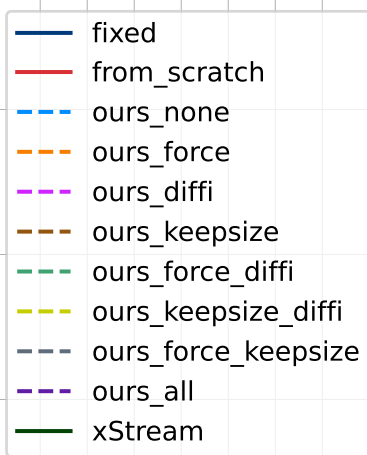 fixed
from_scratch
ours_none
ours_force
ours_diffi
ours_keepsize
ours_force_diffi
ours_keepsize_diffi
ours_force_keepsize
ours_all
xStream